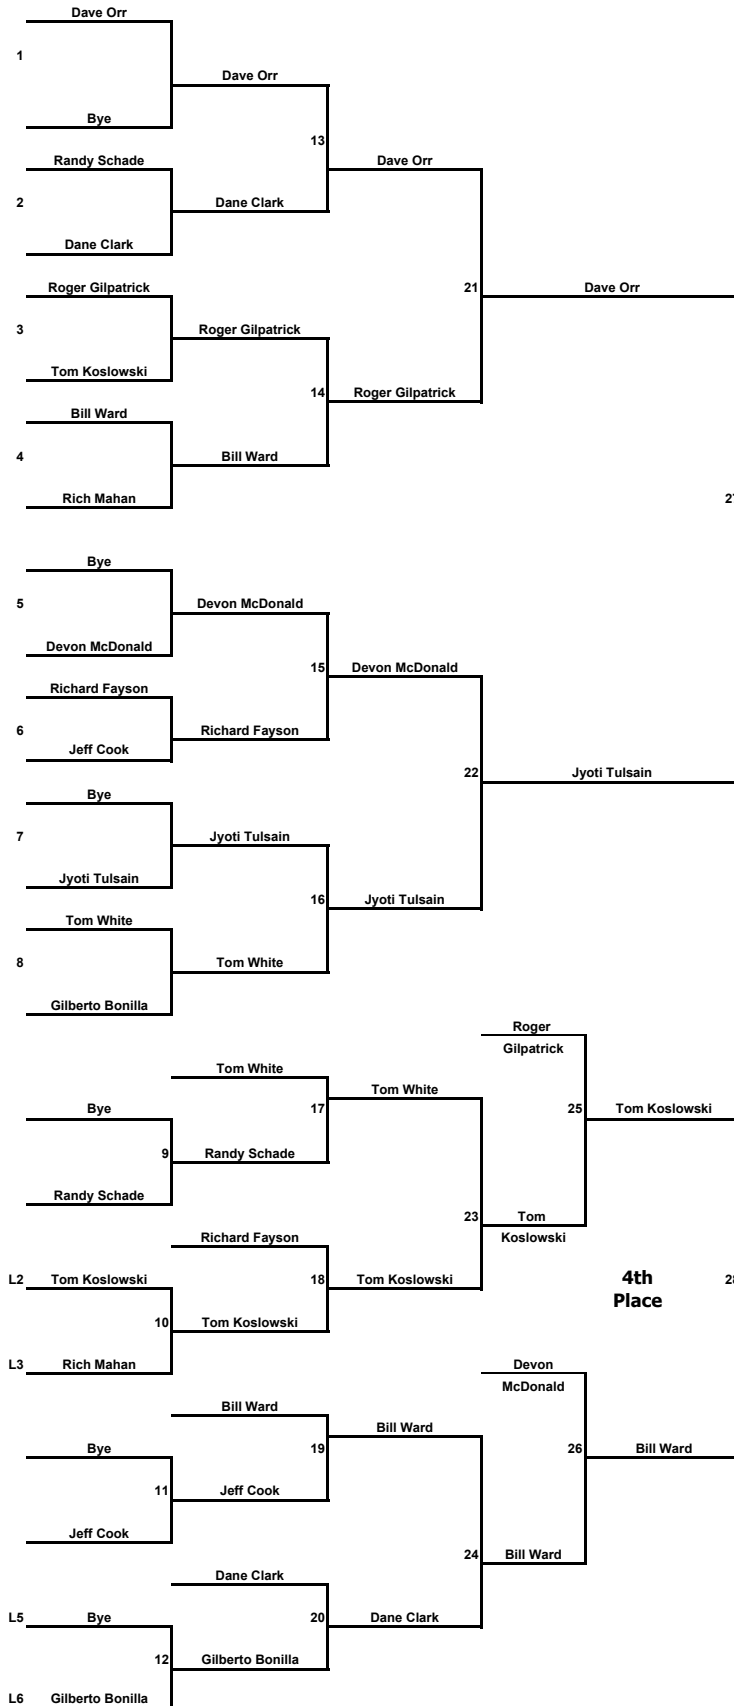 Dave Orr
1
Dave Orr
Bye
13
Randy Schade
Dave Orr
2
Dane Clark
Dane Clark
Roger Gilpatrick
21
Dave Orr
3
Roger Gilpatrick
Tom Koslowski
14
Roger Gilpatrick
Bill Ward
4
Bill Ward
Rich Mahan
27
Bye
5
Devon McDonald
Devon McDonald
15
Devon McDonald
Richard Fayson
6
Richard Fayson
Jeff Cook
22
Jyoti Tulsain
Bye
7
Jyoti Tulsain
Jyoti Tulsain
16
Jyoti Tulsain
Tom White
8
Tom White
Gilberto Bonilla
Roger
Gilpatrick
Tom White
Tom White
Bye
17
25
Tom Koslowski
9
Randy Schade
Randy Schade
23
Tom
Koslowski
Richard Fayson
L2
Tom Koslowski
18
Tom Koslowski
4th
Place
28
10
Tom Koslowski
L3
Rich Mahan
Devon
McDonald
Bill Ward
Bill Ward
Bye
19
26
Bill Ward
11
Jeff Cook
Jeff Cook
24
Bill Ward
Dane Clark
L5
Bye
20
Dane Clark
12
Gilberto Bonilla
L6
Gilberto Bonilla